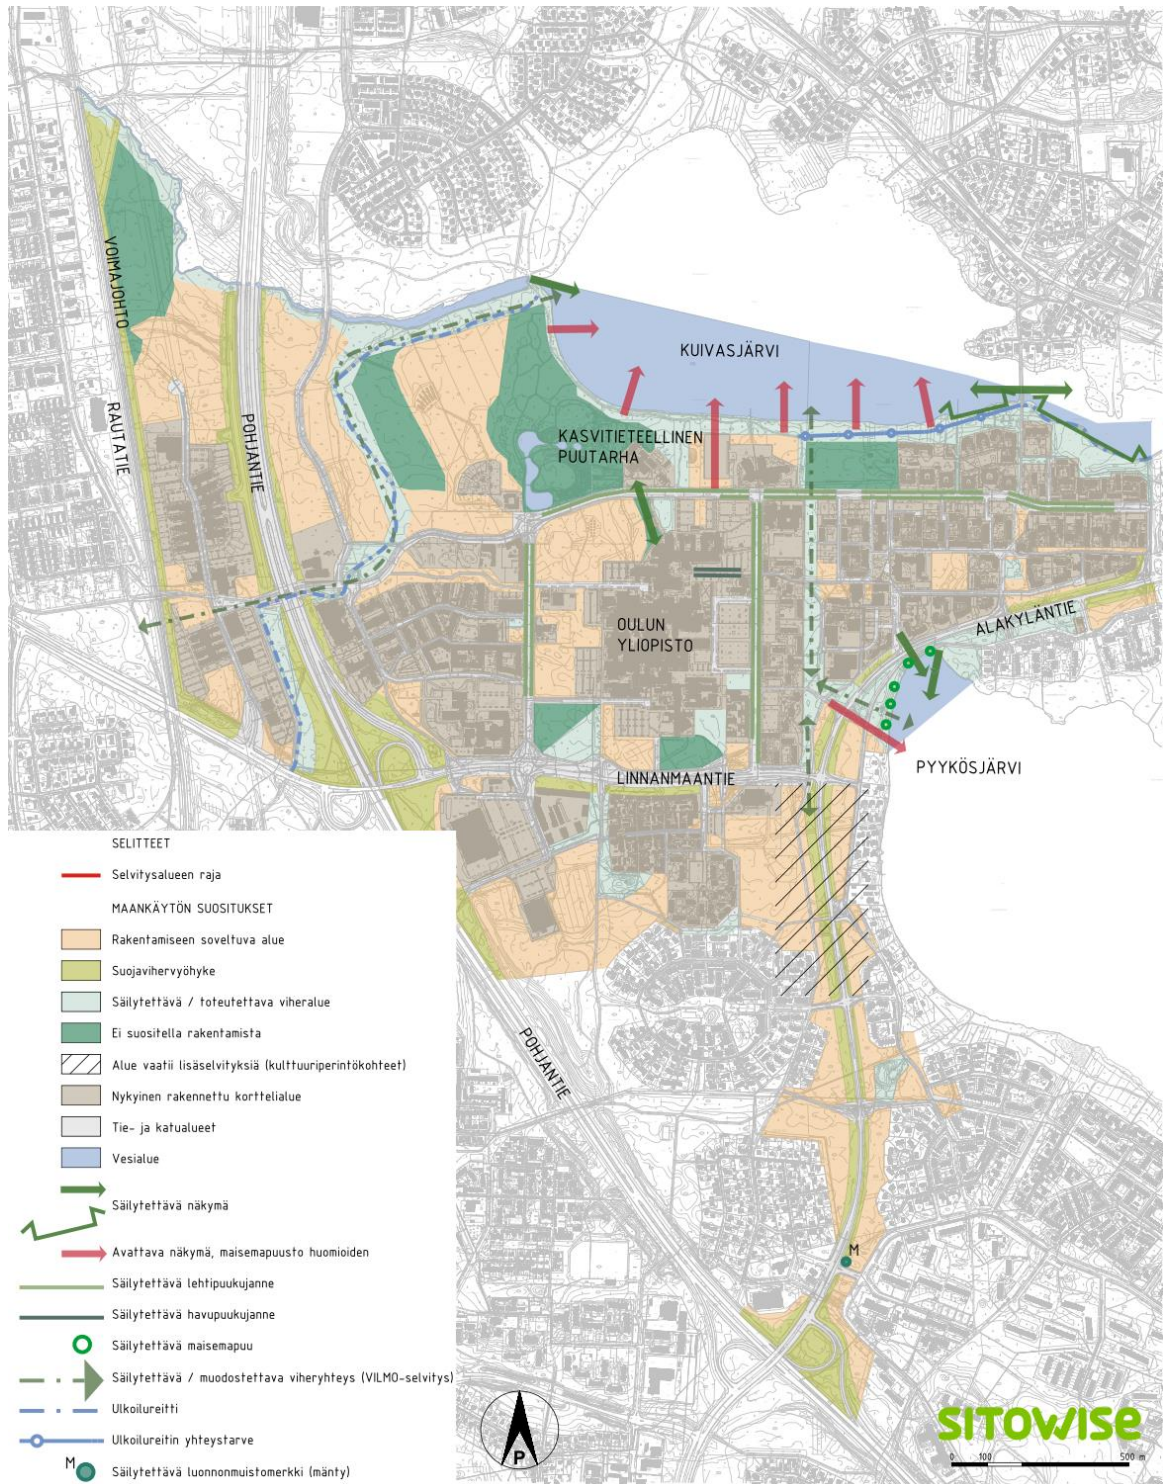 VOIMAJOHTO
RAUTATIE
POHJANTIE
KUIVASJÄRVI
KASVITIETEELLINEN
PUUTARHA
OULUN
YLIOPISTO
ALAKYLÄNTIE
PYYKÖSJÄRVI
LINNANMAANTIE
POHJANTIE
M
SELITTEET
Selvitysalueen raja
MAANKÄYTÖN SUOSITUKSET
Rakentamiseen soveltuva alue
Suojavihervyöhyke
Säilytettävä / toteutettava viheralue
Ei suositella rakentamista
Alue vaatii lisäselvityksiä (kulttuuriperintökohteet)
Nykyinen rakennettu korttelialue
Tie- ja katualueet
Vesialue
Säilytettävä näkymä
Avattava näkymä, maisemapuusto huomioiden
Säilytettävä lehtipuukujanne
Säilytettävä havupuukujanne
Säilytettävä maisemapuu
Säilytettävä / muodostettava viheryhteys (VILMO-selvitys)
Ulkoilureitti
Ulkoilureitin yhteystarve
M
Säilytettävä luonnonmuistomerkki (mänty)
P
SITOWISE
0 100 500 m